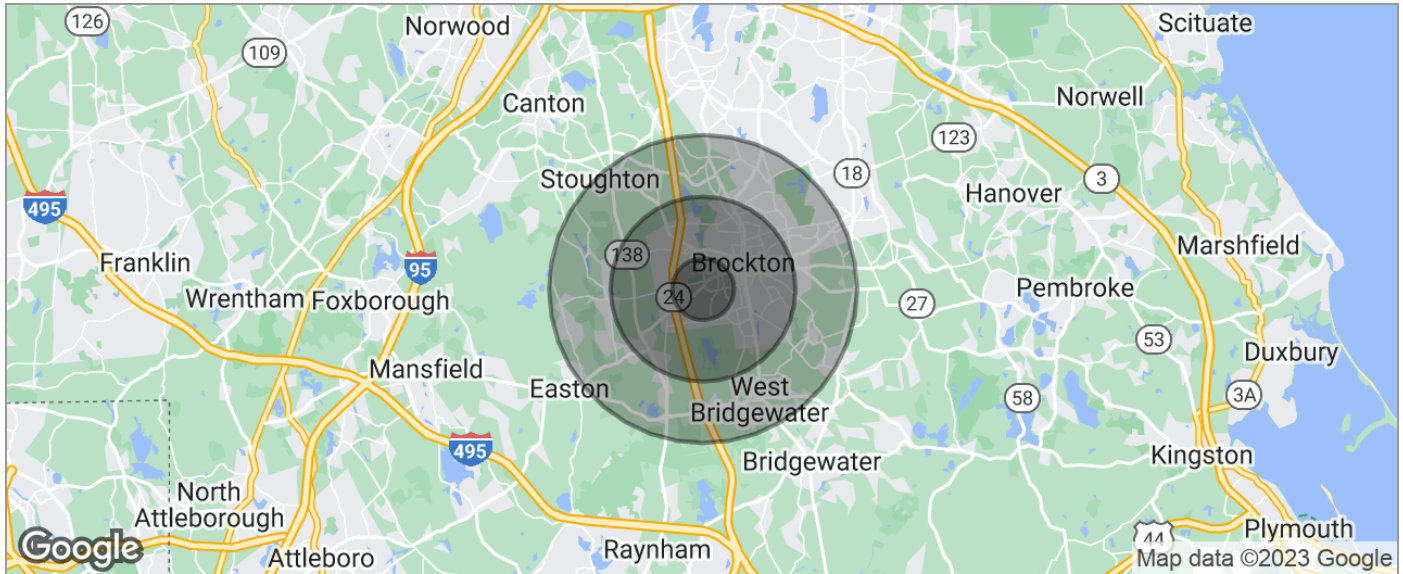 126
Norwood
Scituate
109
Canton
Norwell
123
Stoughton
18
3
Hanover
495
138
Marshfield
Franklin
95
Brockton
Wrentham
Foxborough
24
27
Pembroke
53
Mansfield
Duxbury
Easton
West
Bridgewater
58
3A
495
Bridgewater
Kingston
North
Attleborough
Plymouth
44
Google
Attleboro
Raynham
Map data ©2023 Google